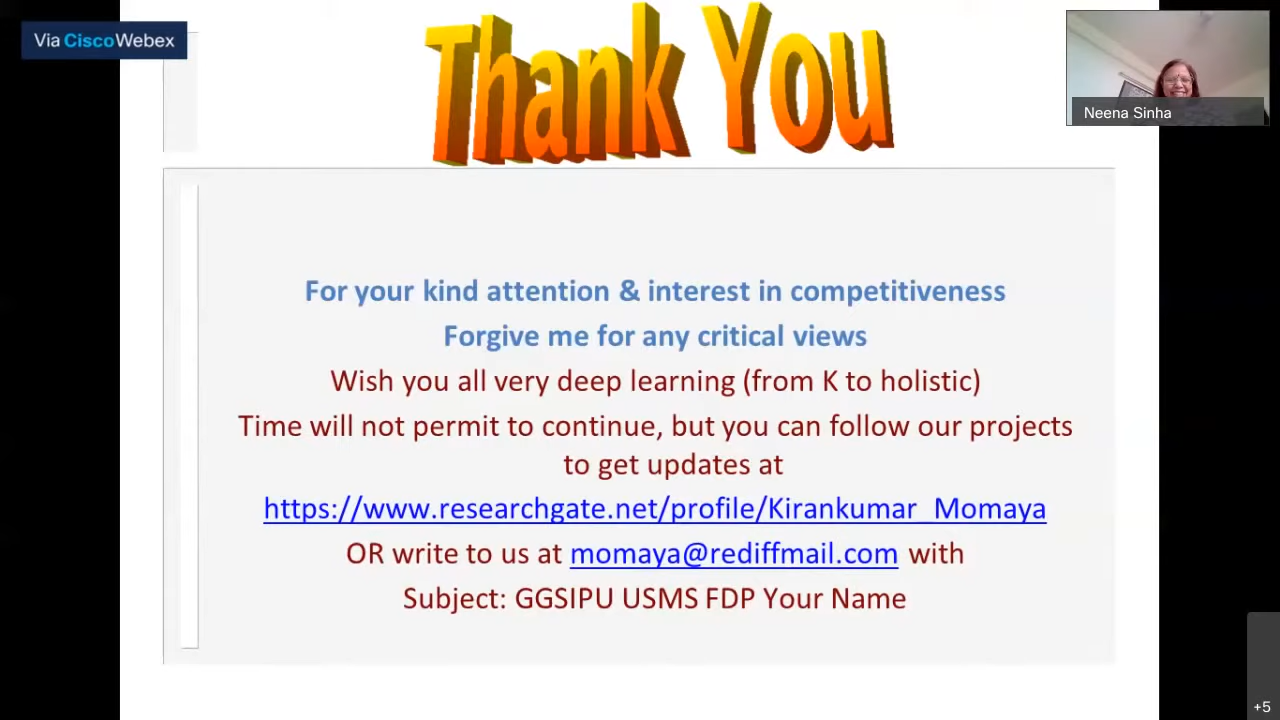 Via CiscoWebex
Thank You
Neena Sinha
For your kind attention & interest in competitiveness
Forgive me for any critical views
Wish you all very deep learning (from K to holistic)
Time will not permit to continue, but you can follow our projects
to get updates at
https://www.researchgate.net/profile/Kirankumar_Momaya
OR write to us at momaya@rediffmail.com with
Subject: GGSIPU USMS FDP Your Name
+5